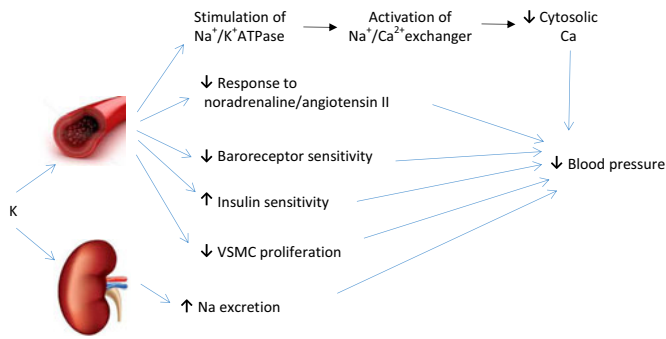 Stimulation of
Na⁺/K⁺ATPase
Activation of
Na⁺/Ca²⁺exchanger
↓ Cytosolic
Ca
↓ Response to
noradrenaline/angiotensin II
↓ Baroreceptor sensitivity
↓ Blood pressure
↑ Insulin sensitivity
K
↓ VSMC proliferation
↑ Na excretion